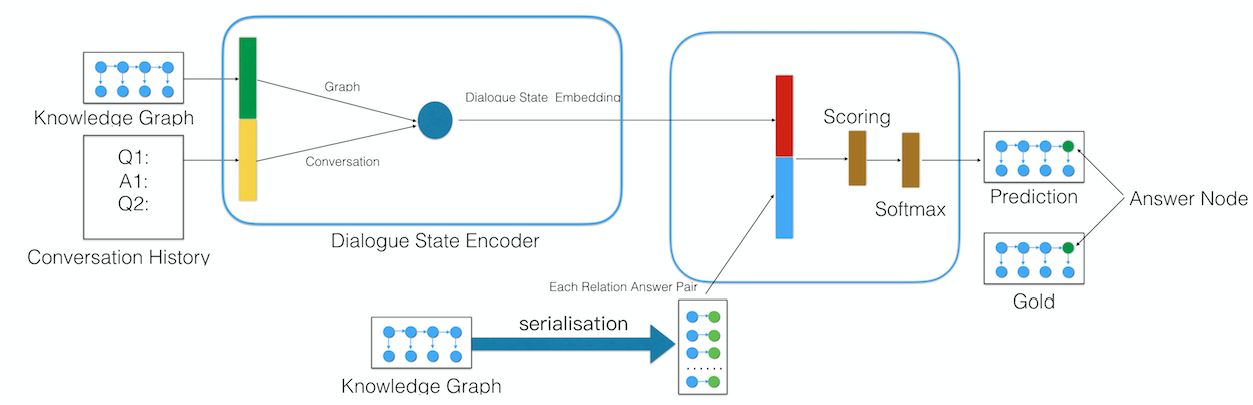 Knowledge Graph
Q1:
A1:
Q2:
Conversation History
Graph
Conversation
Dialogue State Embedding
Dialogue State Encoder
Scoring
Softmax
Prediction
Answer Node
Gold
Each Relation Answer Pair
serialisation
Knowledge Graph